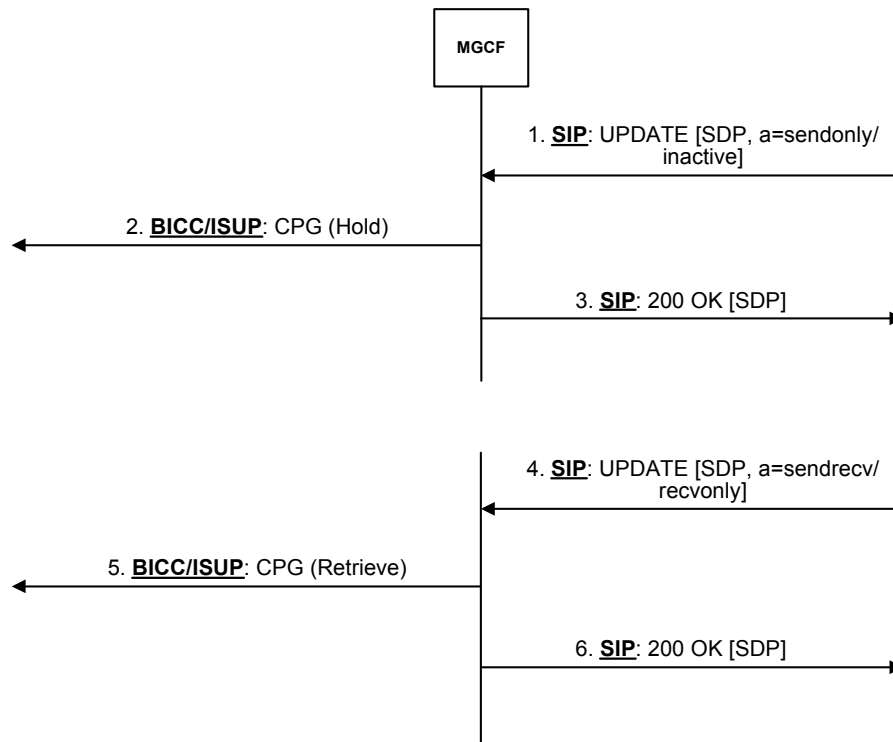 MGCF
1. SIP: UPDATE [SDP, a=sendonly/
inactive]
2. BICC/ISUP: CPG (Hold)
3. SIP: 200 OK [SDP]
4. SIP: UPDATE [SDP, a=sendrecv/
recvonly]
5. BICC/ISUP: CPG (Retrieve)
6. SIP: 200 OK [SDP]